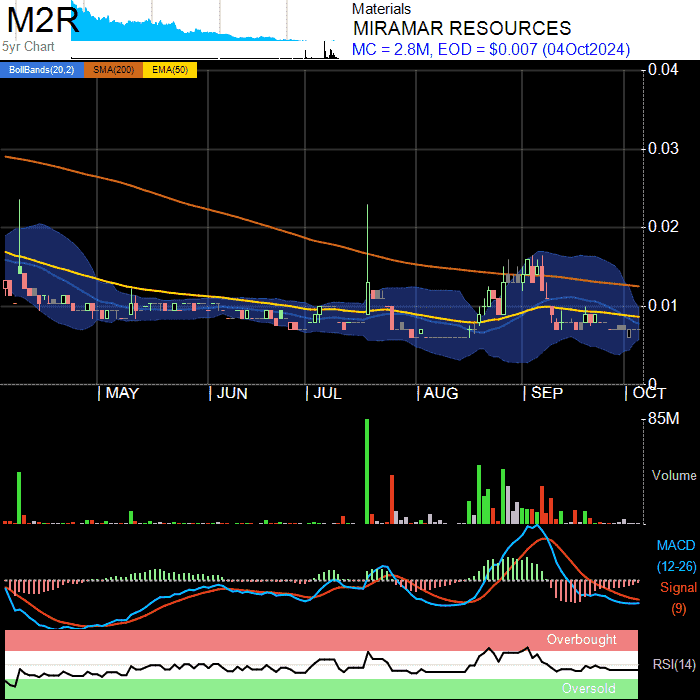 M2R
5yr Chart
Materials
MIRAMAR RESOURCES
MC = 2.8M, EOD = $0.007 (04Oct2024)
BollBands(20,2) SMA(200) EMA(50)
0.04
0.03
0.02
0.01
0
MAY JUN JUL AUG SEP OCT
85M
Volume
MACD
(12-26)
Signal
(9)
Overbought
RSI(14)
Oversold